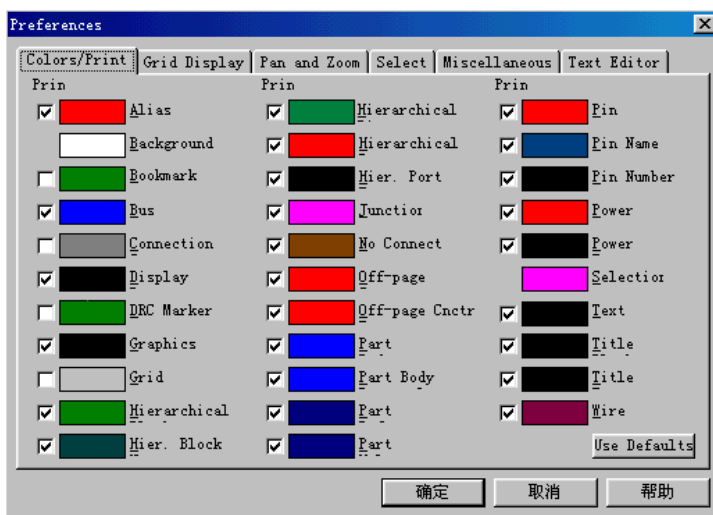 Preferences
Colors/Print Grid Display Pan and Zoom Select Miscellaneous Text Editor
Prin Prin Prin
Alias Hierarchical Pin
Background Hierarchical Pin Name
Bookmark Hier. Port Pin Number
Bus Junction Power
Connection No Connect Power
Display Off-page Selection
DRC Marker Off-page Cnctr Text
Graphics Part Title
Grid Part Body Title
Hierarchical Part Wire
Hier. Block Part Use Defaults
确定 取消 帮助